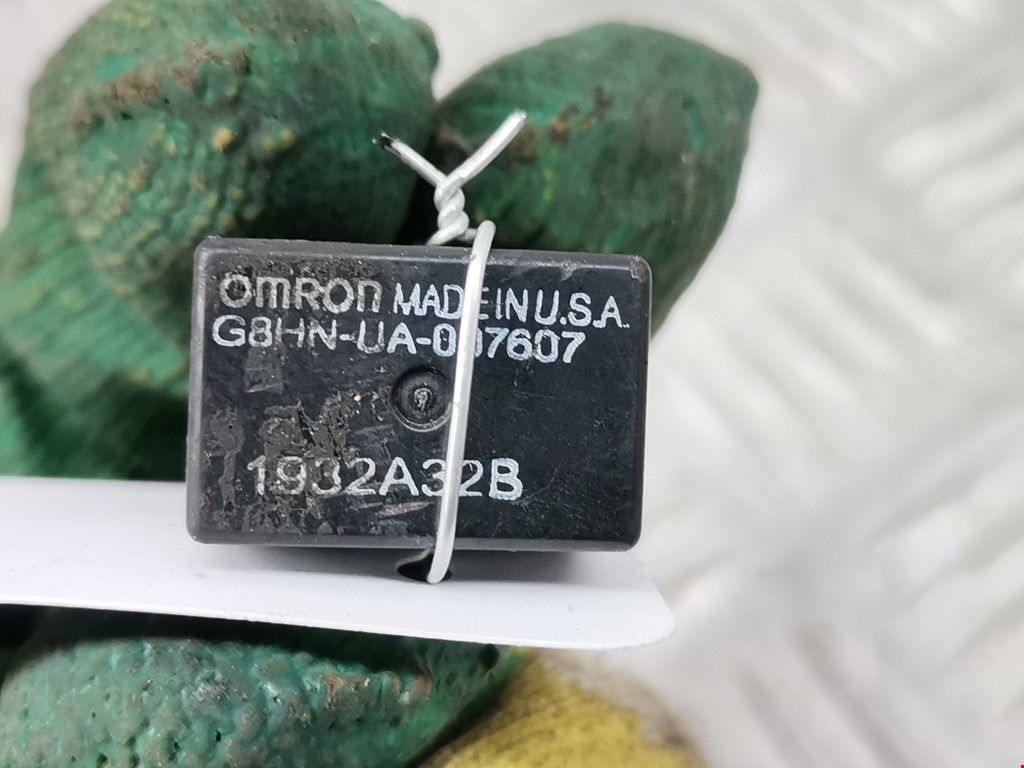 OMRON MADE IN U.S.A.
G8HN-UA-007607
1932A32B